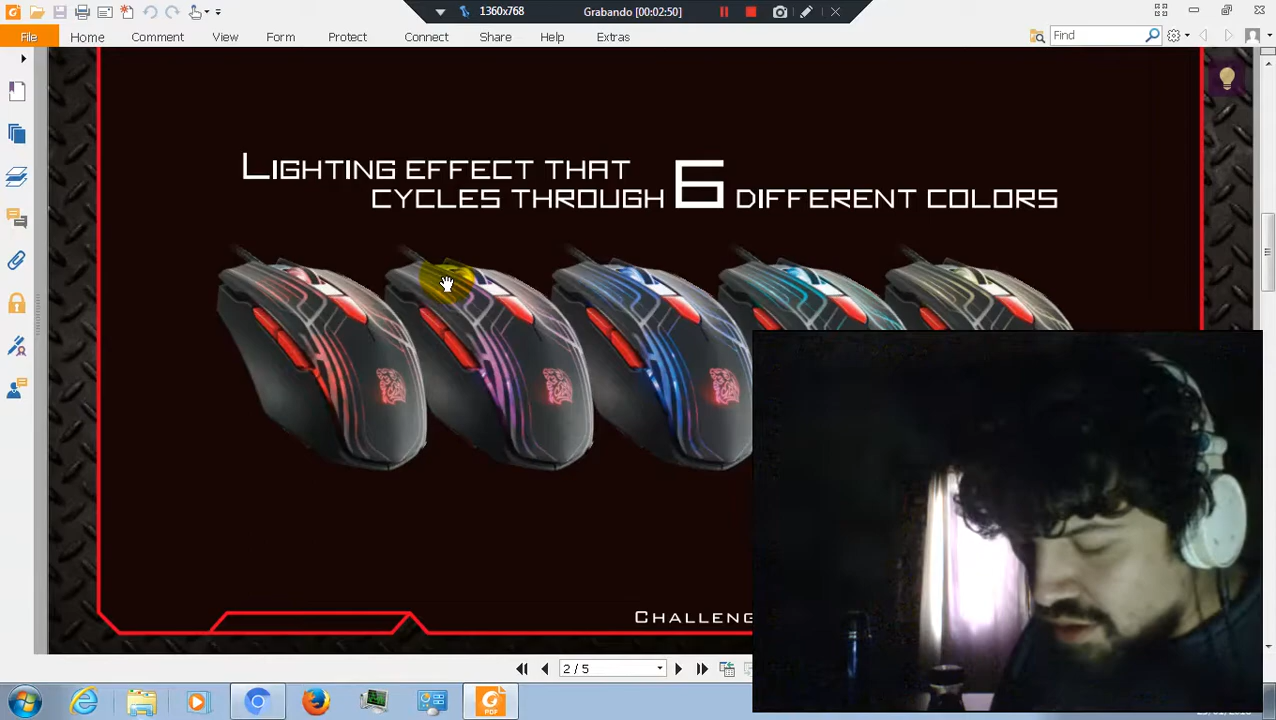 1360x768
Grabando [00:02:50]
File Home Comment View Form Protect Connect Share Help Extras
Find
LIGHTING EFFECT THAT
CYCLES THROUGH 6 DIFFERENT COLORS
CHALLENG
2 / 5
PDF